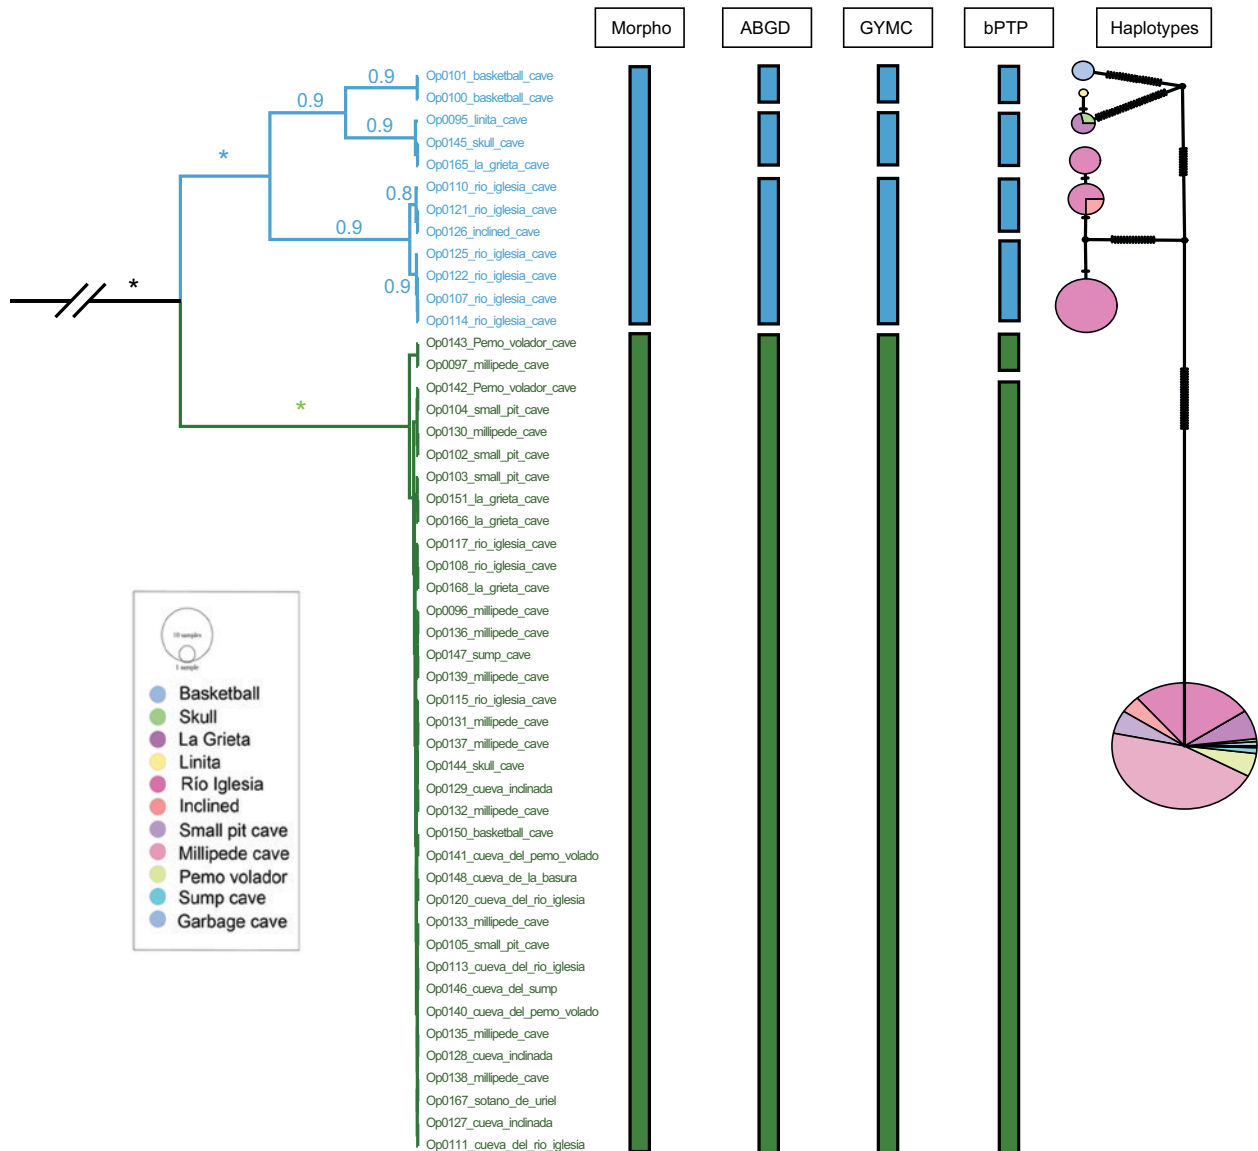 Morpho
ABGD
GYMC
bPTP
Haplotypes
0.9
0.9
0.9
*
0.8
0.9
0.9
*
*
Op0101_basketball_cave
Op0100_basketball_cave
Op0095_linita_cave
Op0145_skull_cave
Op0165_la_grieta_cave
Op0110_rio_iglesia_cave
Op0121_rio_iglesia_cave
Op0126_inclined_cave
Op0125_rio_iglesia_cave
Op0122_rio_iglesia_cave
Op0107_rio_iglesia_cave
Op0114_rio_iglesia_cave
Op0143_Pemo_volador_cave
Op0097_millipede_cave
Op0142_Pemo_volador_cave
Op0104_small_pit_cave
Op0130_millipede_cave
Op0102_small_pit_cave
Op0103_small_pit_cave
Op0151_la_grieta_cave
Op0166_la_grieta_cave
Op0117_rio_iglesia_cave
Op0108_rio_iglesia_cave
Op0168_la_grieta_cave
Op0096_millipede_cave
Op0136_millipede_cave
Op0147_sump_cave
Op0139_millipede_cave
Op0115_rio_iglesia_cave
Op0131_millipede_cave
Op0137_millipede_cave
Op0144_skull_cave
Op0129_cueva_inclinada
Op0132_millipede_cave
Op0150_basketball_cave
Op0141_cueva_del_pemo_volado
Op0148_cueva_de_la_basura
Op0120_cueva_del_rio_iglesia
Op0133_millipede_cave
Op0105_small_pit_cave
Op0113_cueva_del_rio_iglesia
Op0146_cueva_del_sump
Op0140_cueva_del_pemo_volado
Op0135_millipede_cave
Op0128_cueva_inclinada
Op0138_millipede_cave
Op0167_sotano_de_uriel
Op0127_cueva_inclinada
Op0111_cueva_del_rio_iglesia
10 samples
1 sample
Basketball
Skull
La Grieta
Linita
Río Iglesia
Inclined
Small pit cave
Millipede cave
Pemo volador
Sump cave
Garbage cave